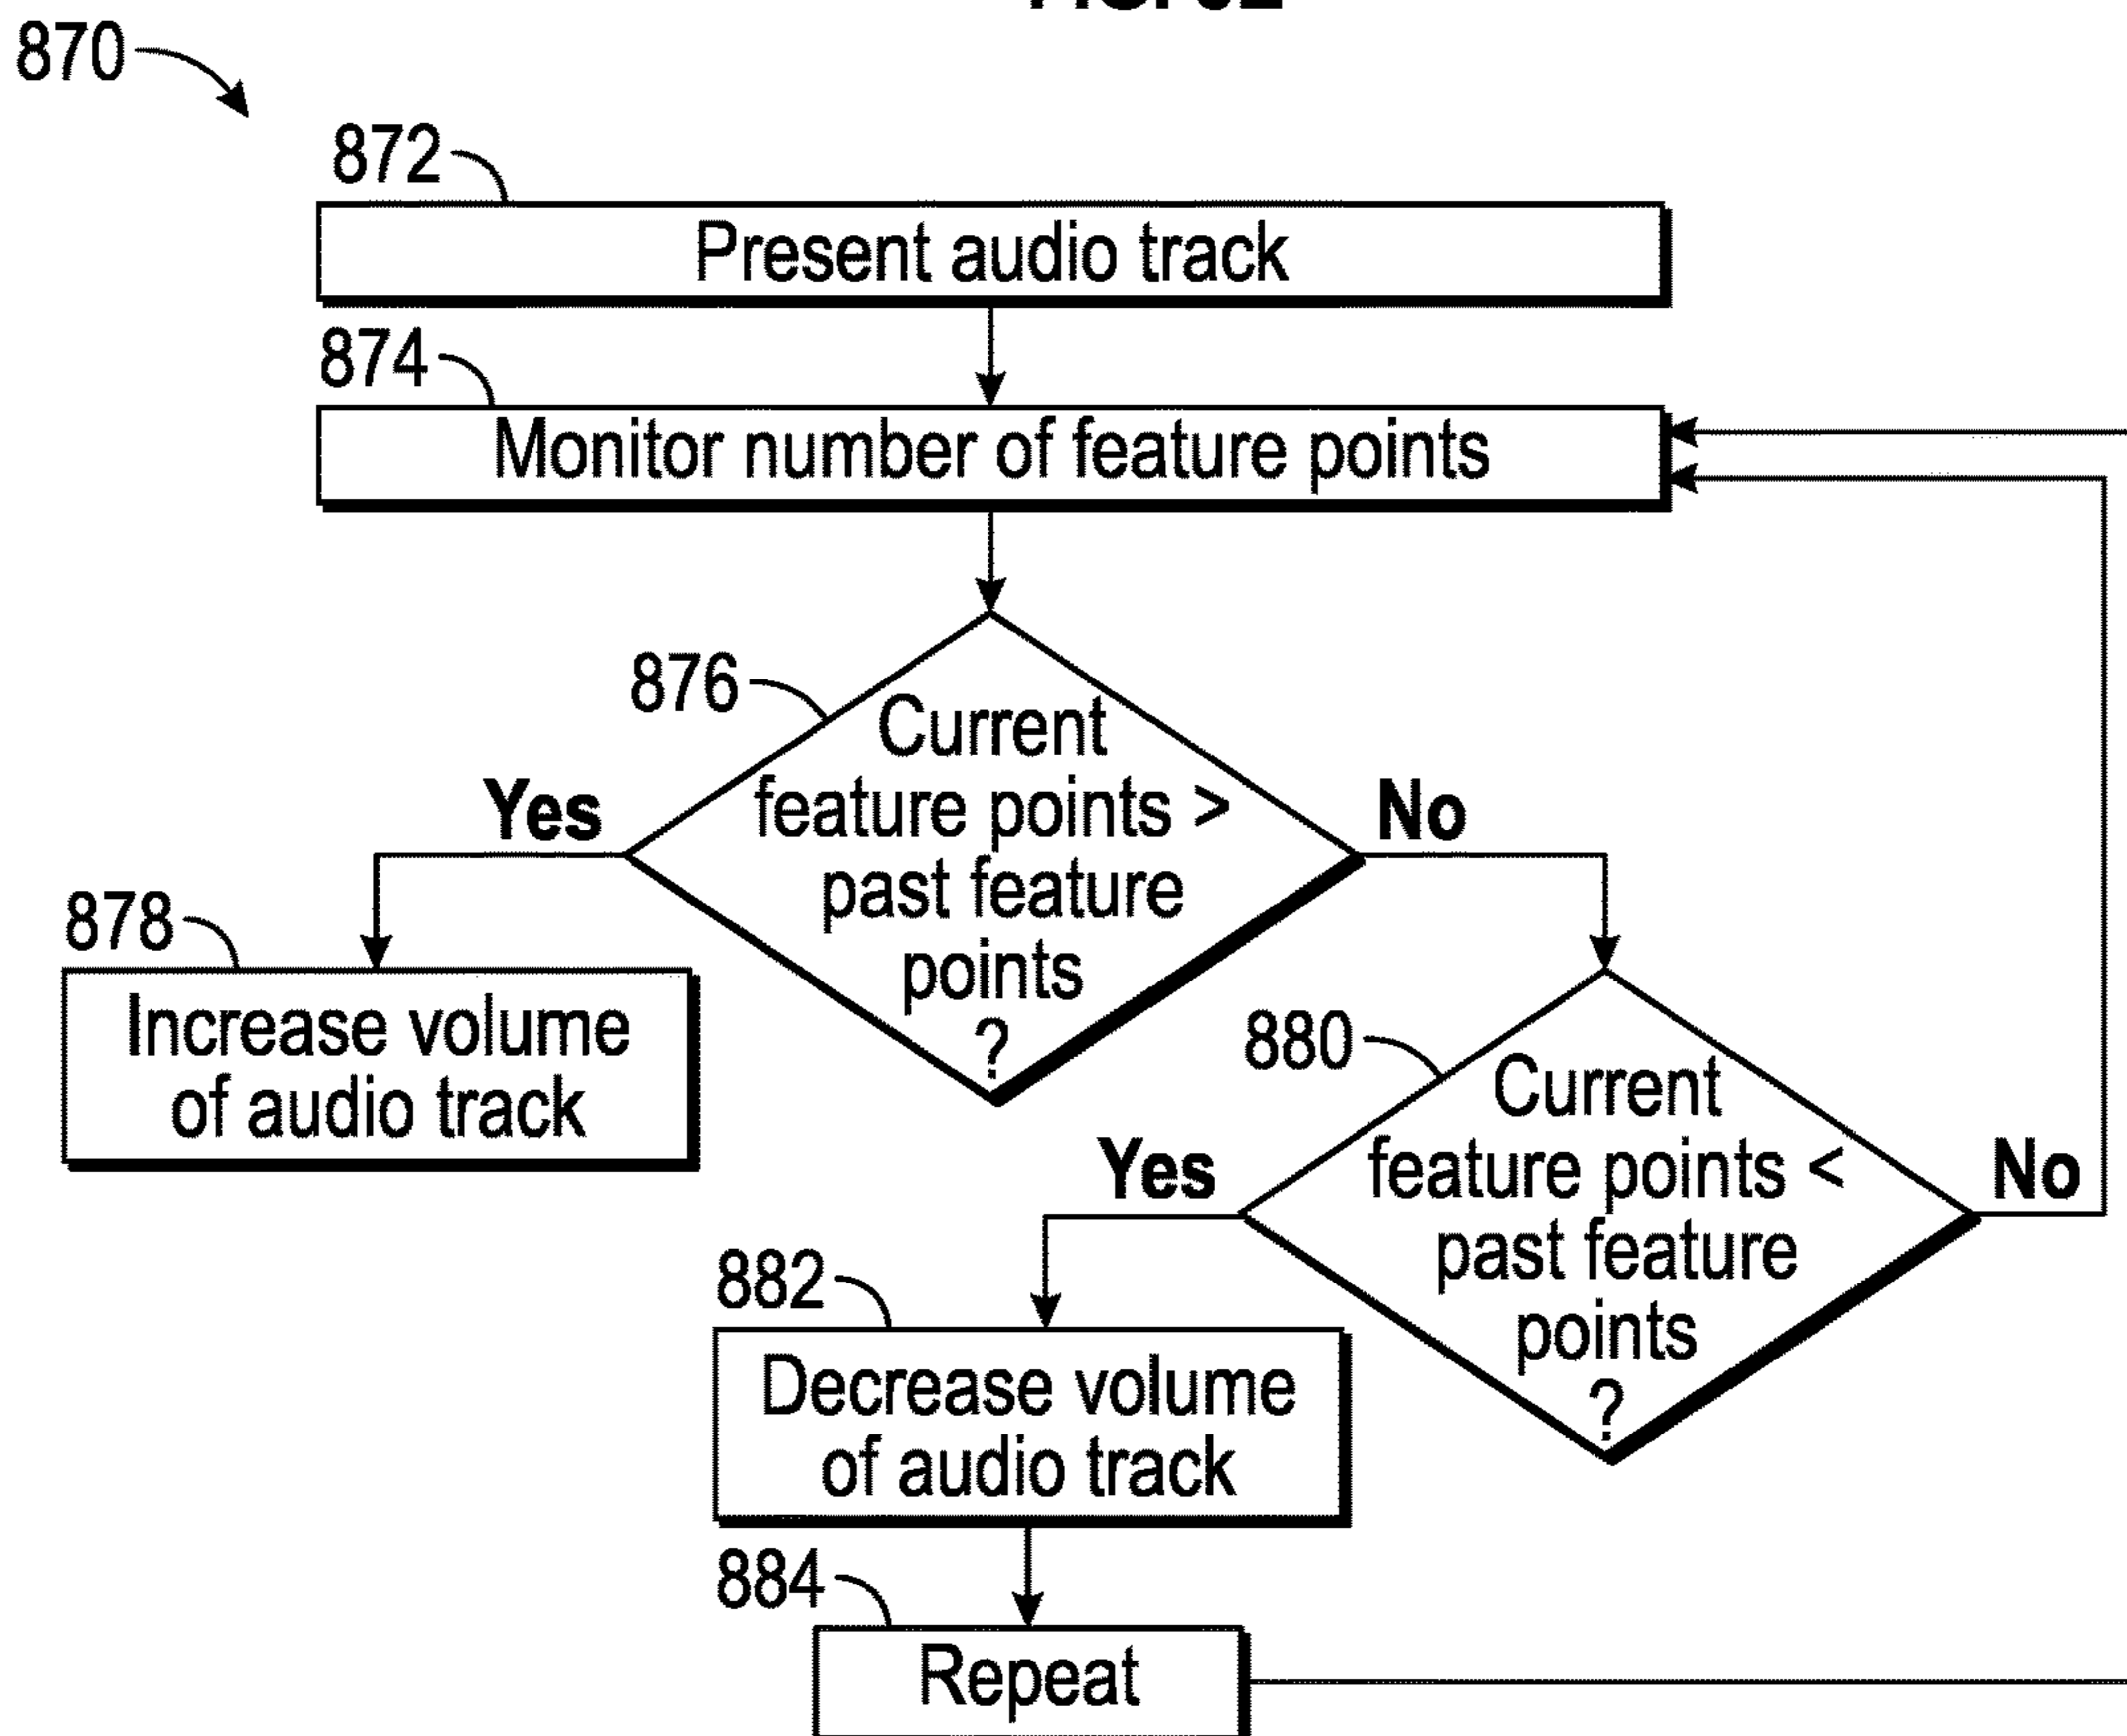 870
872
Present audio track
874
Monitor number of feature points
876
Current
feature points >
past feature
points
?
Yes
No
878
Increase volume
of audio track
880
Current
feature points <
past feature
points
?
Yes
No
882
Decrease volume
of audio track
884
Repeat